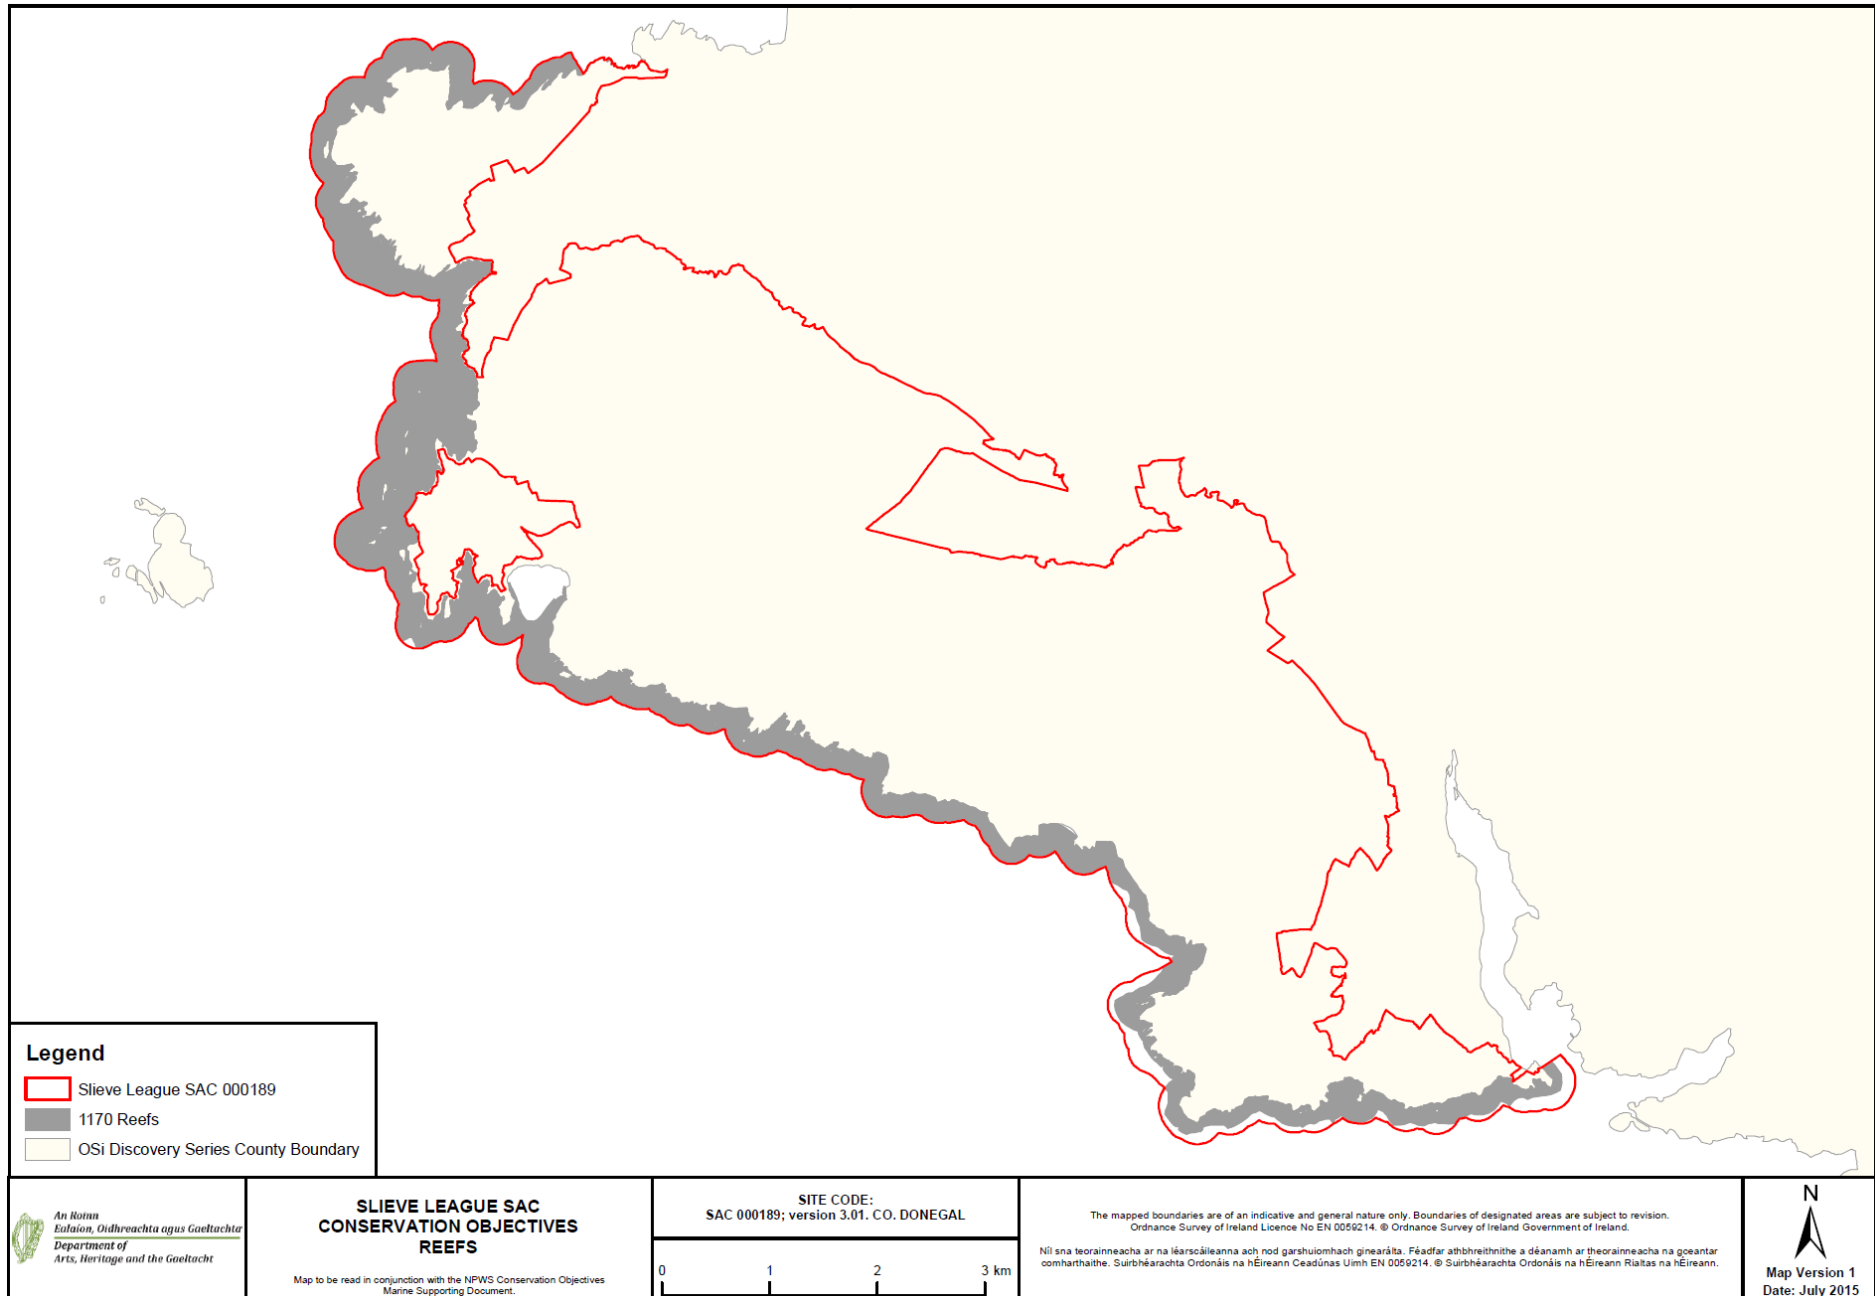 Legend
Slieve League SAC 000189
1170 Reefs
OSi Discovery Series County Boundary
An Roinn
Ealaíon, Oidhreachta agus Gaeltachta
Department of
Arts, Heritage and the Gaeltacht
SLIEVE LEAGUE SAC
CONSERVATION OBJECTIVES
REEFS
Map to be read in conjunction with the NPWS Conservation Objectives
Marine Supporting Document.
SITE CODE:
SAC 000189; version 3.01. CO. DONEGAL
0 1 2 3 km
The mapped boundaries are of an indicative and general nature only. Boundaries of designated areas are subject to revision.
Ordnance Survey of Ireland Licence No EN 0059214. © Ordnance Survey of Ireland Government of Ireland.
Níl sna teorainneacha ar na léarscáileanna ach nod garshuiomhach ginearálta. Féadfar athbhreithnithe a déanamh ar theorainneacha na gceantar
comharthaithe. Suirbhéarachta Ordonáis na hÉireann Ceadúnas Uimh EN 0059214. © Suirbhéarachta Ordonáis na hÉireann Rialtas na hÉireann.
N
Map Version 1
Date: July 2015